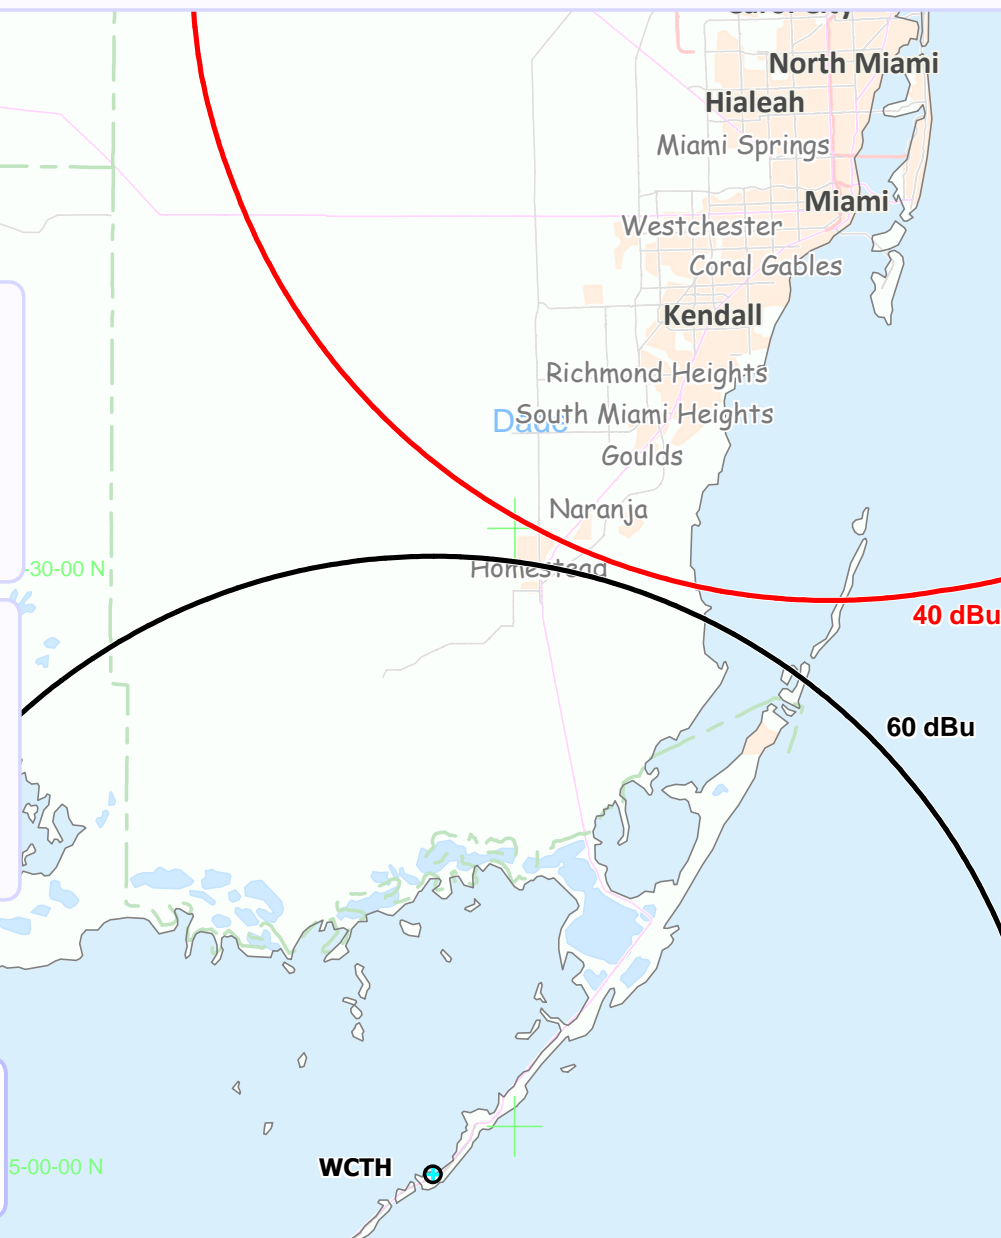 North Miami
Hialeah
Miami Springs
Miami
Westchester
Coral Gables
Kendall
Richmond Heights
South Miami Heights
Dade
Goulds
Naranja
-30-00 N
Homestead
40 dBu
60 dBu
5-00-00 N
WCTH